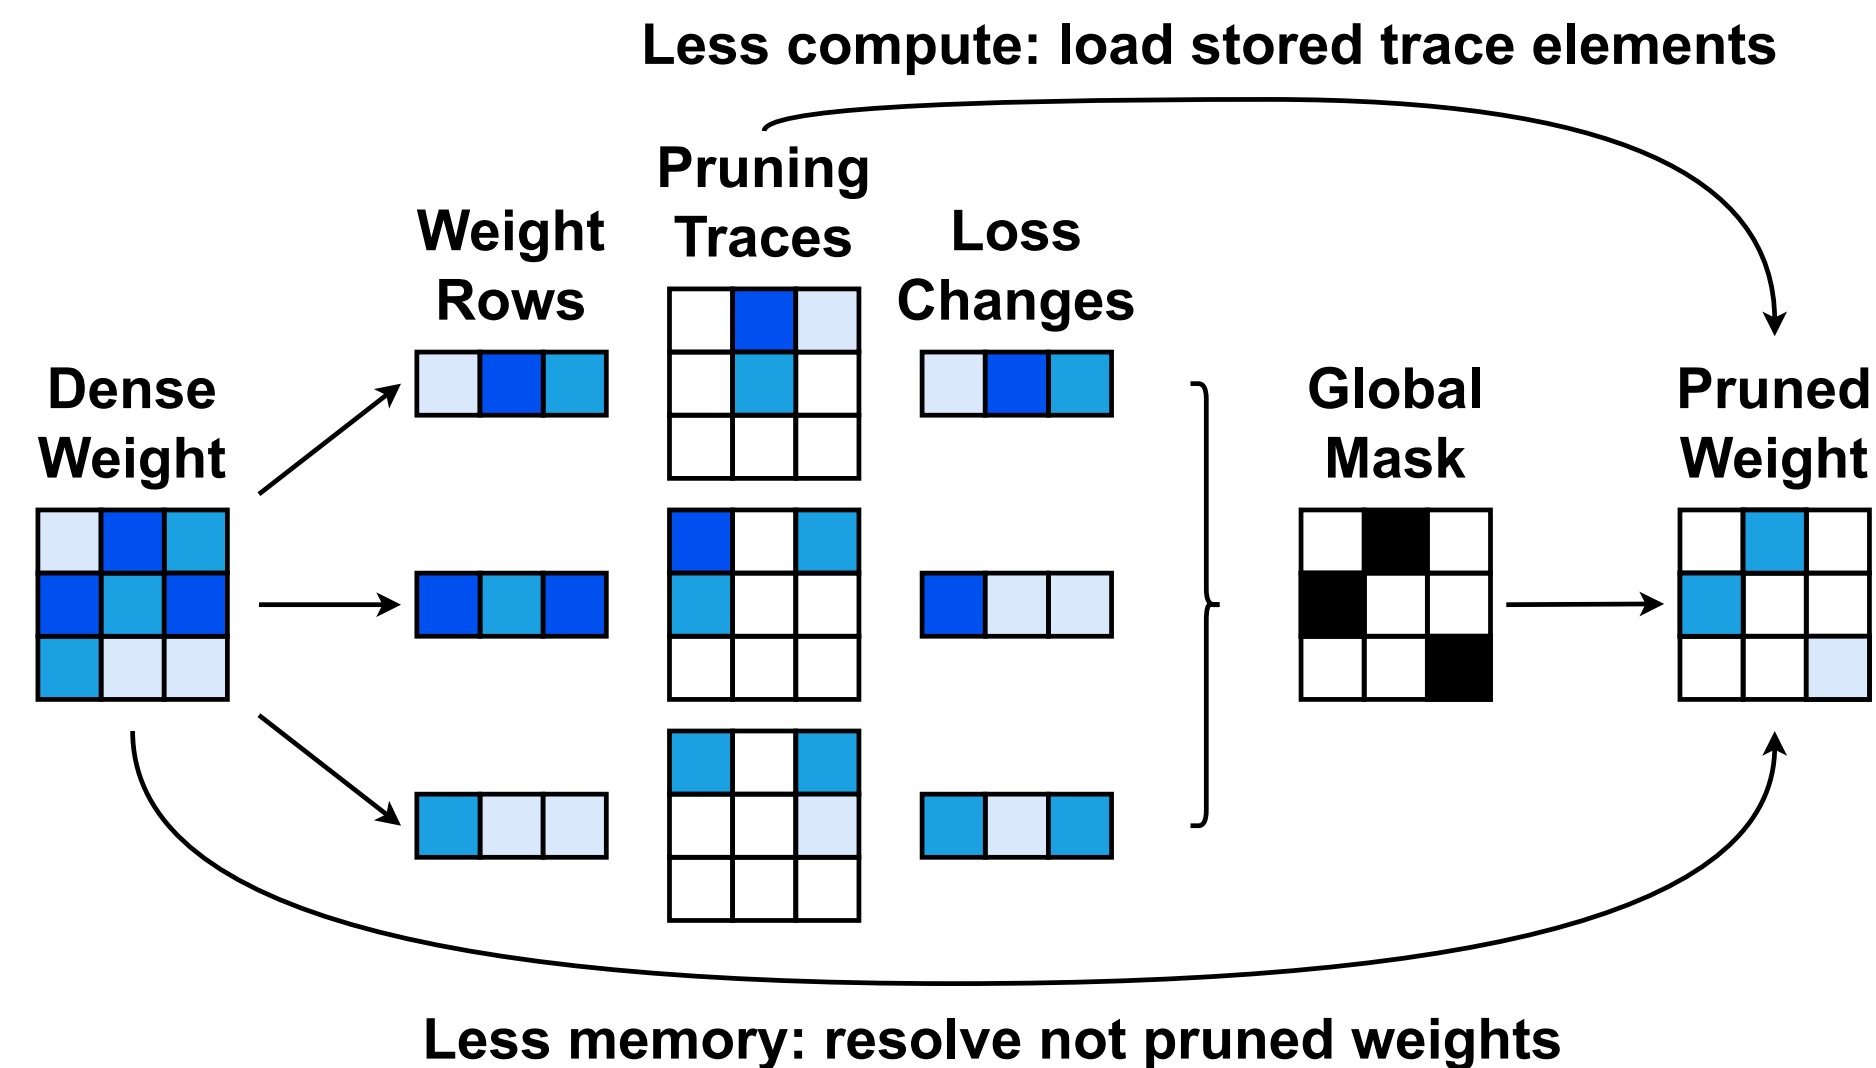 Less compute: load stored trace elements
Pruning
Traces
Weight
Rows
Loss
Changes
Dense
Weight
Global
Mask
Pruned
Weight
Less memory: resolve not pruned weights